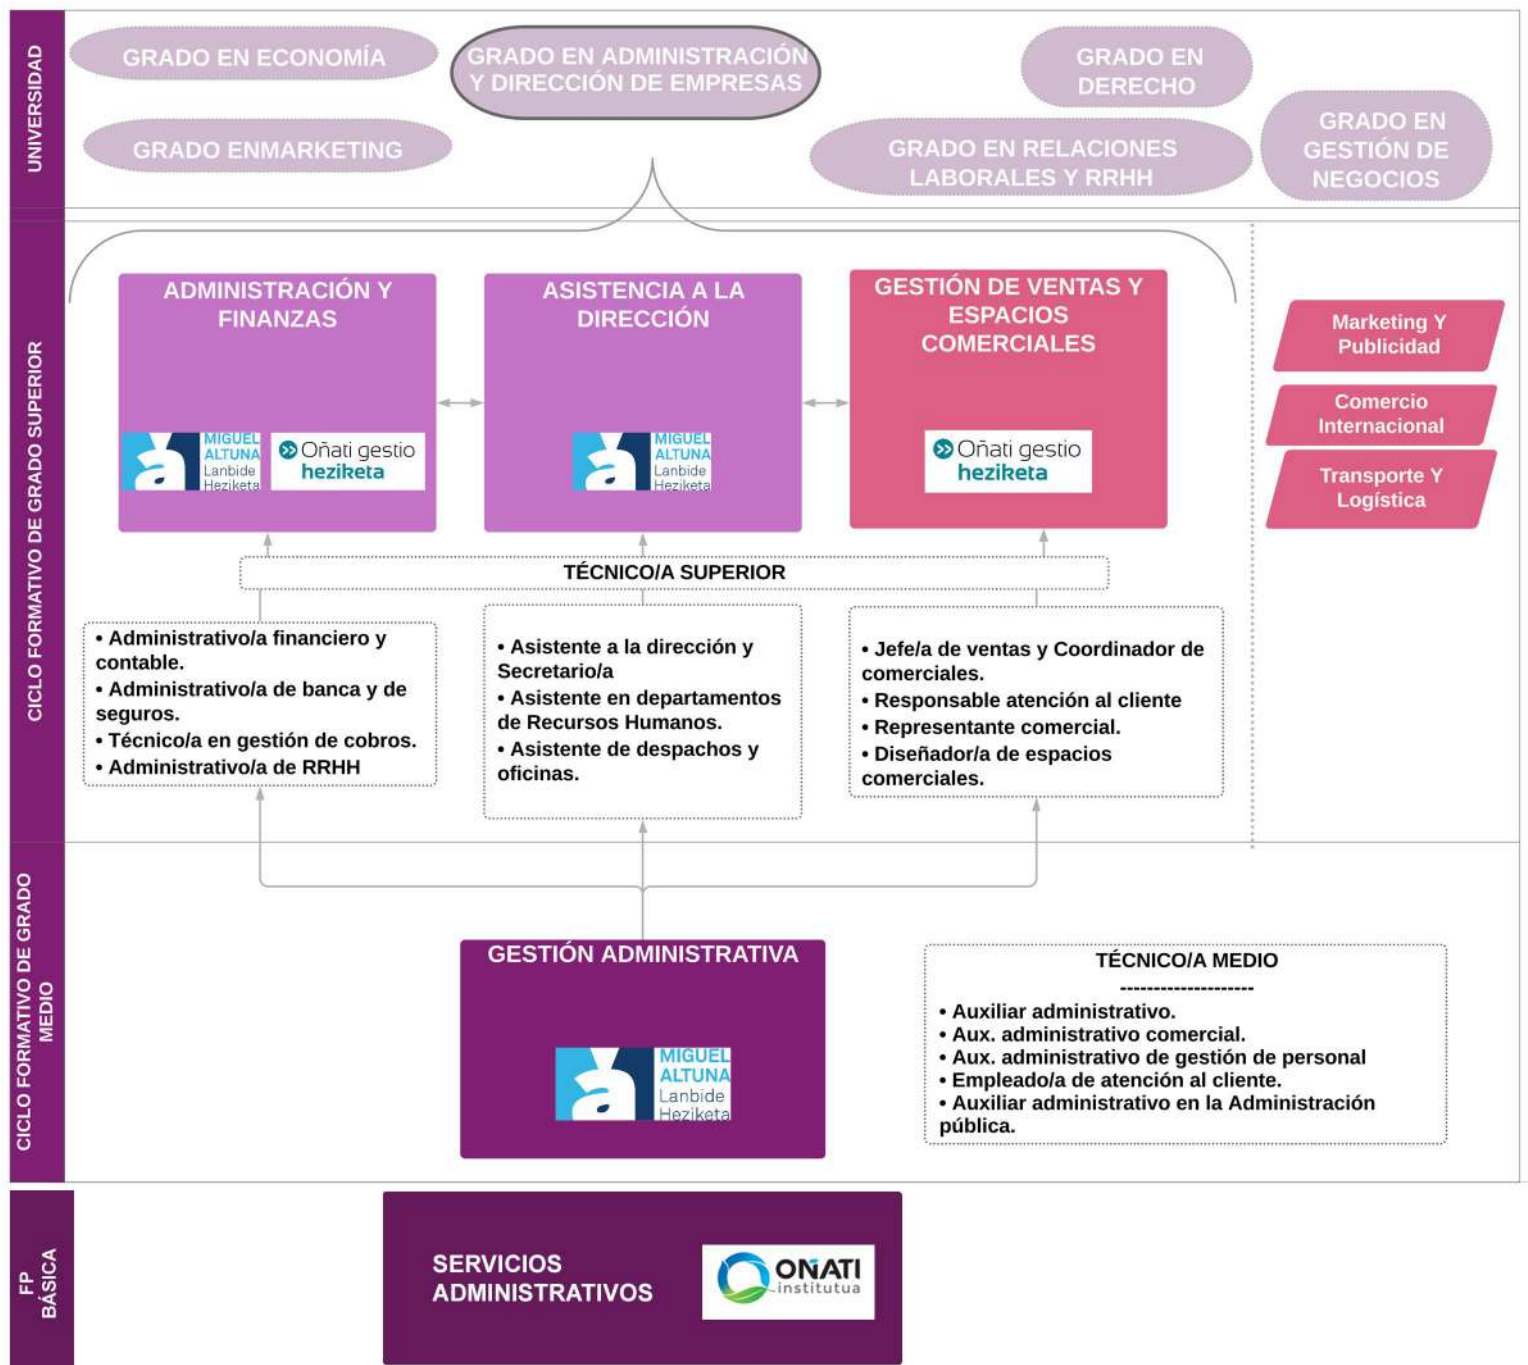 UNIVERSIDAD
GRADO EN ECONOMÍA
GRADO EN ADMINISTRACIÓN
Y DIRECCIÓN DE EMPRESAS
GRADO EN
DERECHO
GRADO ENMARKETING
GRADO EN RELACIONES
LABORALES Y RRHH
GRADO EN
GESTIÓN DE
NEGOCIOS
CICLO FORMATIVO DE GRADO SUPERIOR
ADMINISTRACIÓN Y
FINANZAS
MIGUEL
ALTUNA
Lanbide
Heziketa
Oñati gestio
heziketa
ASISTENCIA A LA
DIRECCIÓN
MIGUEL
ALTUNA
Lanbide
Heziketa
GESTIÓN DE VENTAS Y
ESPACIOS
COMERCIALES
Oñati gestio
heziketa
Marketing Y
Publicidad
Comercio
Internacional
Transporte Y
Logística
TÉCNICO/A SUPERIOR
• Administrativo/a financiero y
contable.
• Administrativo/a de banca y de
seguros.
• Técnico/a en gestión de cobros.
• Administrativo/a de RRHH
• Asistente a la dirección y
Secretario/a
• Asistente en departamentos
de Recursos Humanos.
• Asistente de despachos y
oficinas.
• Jefe/a de ventas y Coordinador de
comerciales.
• Responsable atención al cliente
• Representante comercial.
• Diseñador/a de espacios
comerciales.
CICLO FORMATIVO DE GRADO
MEDIO
GESTIÓN ADMINISTRATIVA
MIGUEL
ALTUNA
Lanbide
Heziketa
TÉCNICO/A MEDIO
--------------------
• Auxiliar administrativo.
• Aux. administrativo comercial.
• Aux. administrativo de gestión de personal
• Empleado/a de atención al cliente.
• Auxiliar administrativo en la Administración
pública.
FP
BÁSICA
SERVICIOS
ADMINISTRATIVOS
OÑATI
institutua